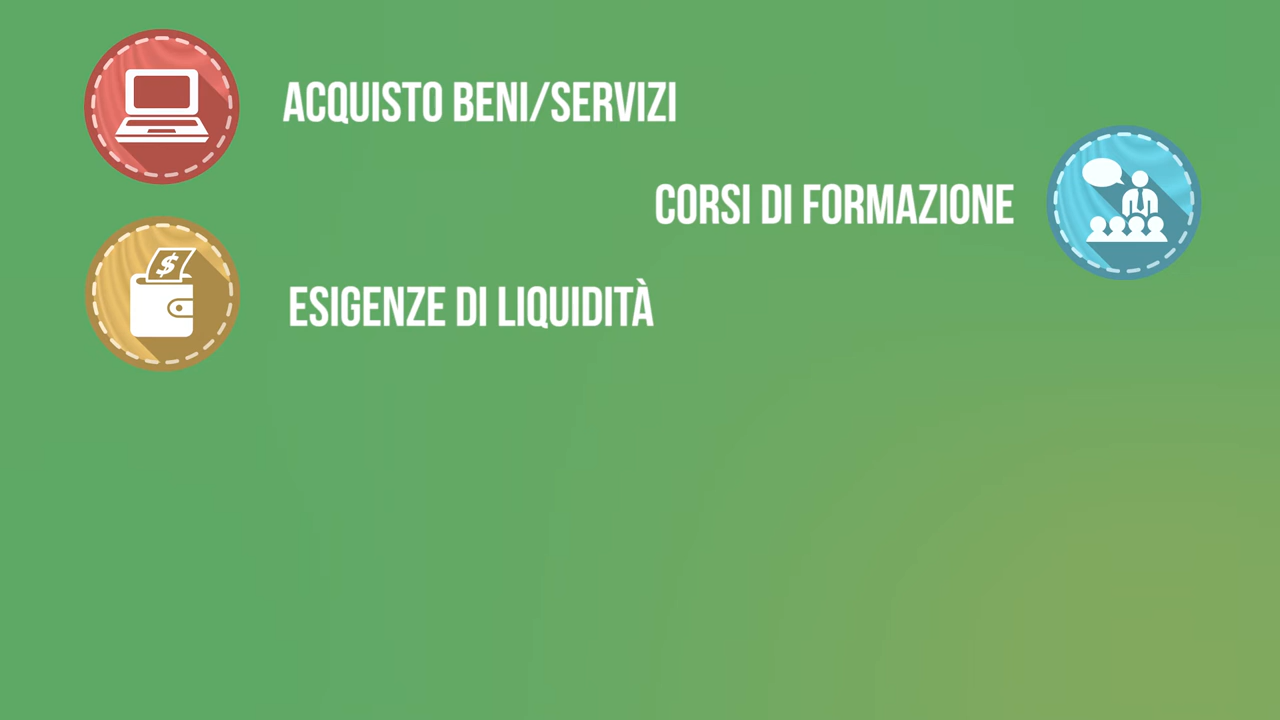 ACQUISTO BENI/SERVIZI
CORSI DI FORMAZIONE
$
ESIGENZE DI LIQUIDITÀ